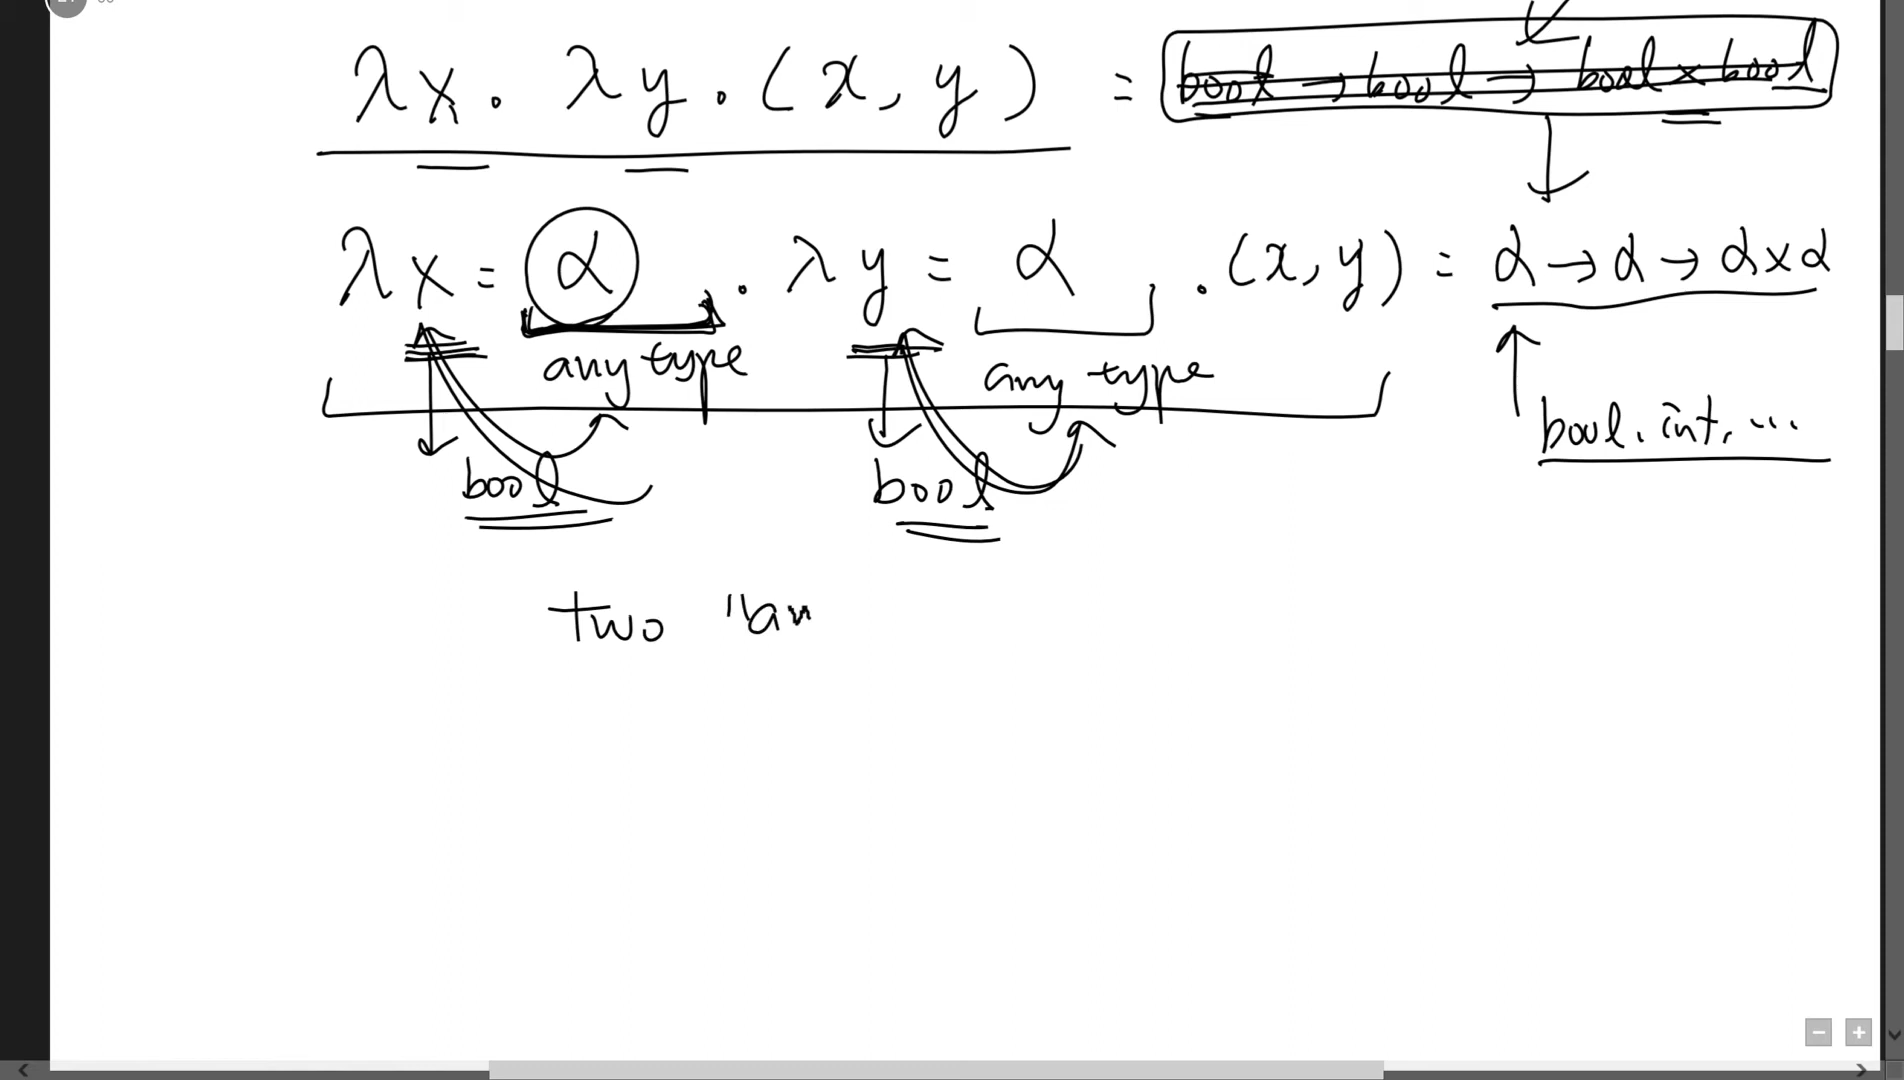 λx. λy. (x, y) = bool → bool → bool × bool
λx = α . λy = α . (x, y) = α → α → α × α
any type any type
bool bool bool, int, ...
two "an